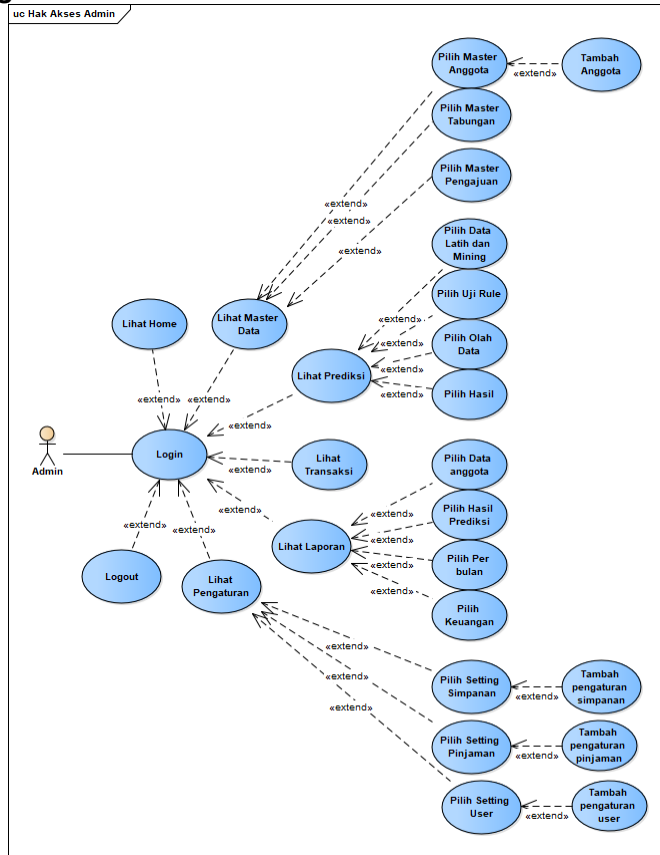 uc Hak Akses Admin
Pilih Master
Anggota
«extend»
Tambah
Anggota
Pilih Master
Tabungan
Pilih Master
Pengajuan
«extend»
«extend»
«extend»
Pilih Data
Latih dan
Mining
Pilih Uji Rule
Lihat Home
Lihat Master
Data
«extend»
«extend»
Pilih Olah
Data
«extend»
Lihat Prediksi
«extend»
Pilih Hasil
«extend»
«extend»
«extend»
Admin
Login
«extend»
Lihat
Transaksi
Pilih Data
anggota
«extend»
«extend»
Pilih Hasil
Prediksi
«extend»
«extend»
«extend»
Lihat Laporan
«extend»
Pilih Per
bulan
Logout
Lihat
Pengaturan
«extend»
Pilih
Keuangan
«extend»
«extend»
«extend»
Pilih Setting
Simpanan
«extend»
Tambah
pengaturan
simpanan
Pilih Setting
Pinjaman
«extend»
Tambah
pengaturan
pinjaman
Pilih Setting
User
«extend»
Tambah
pengaturan
user